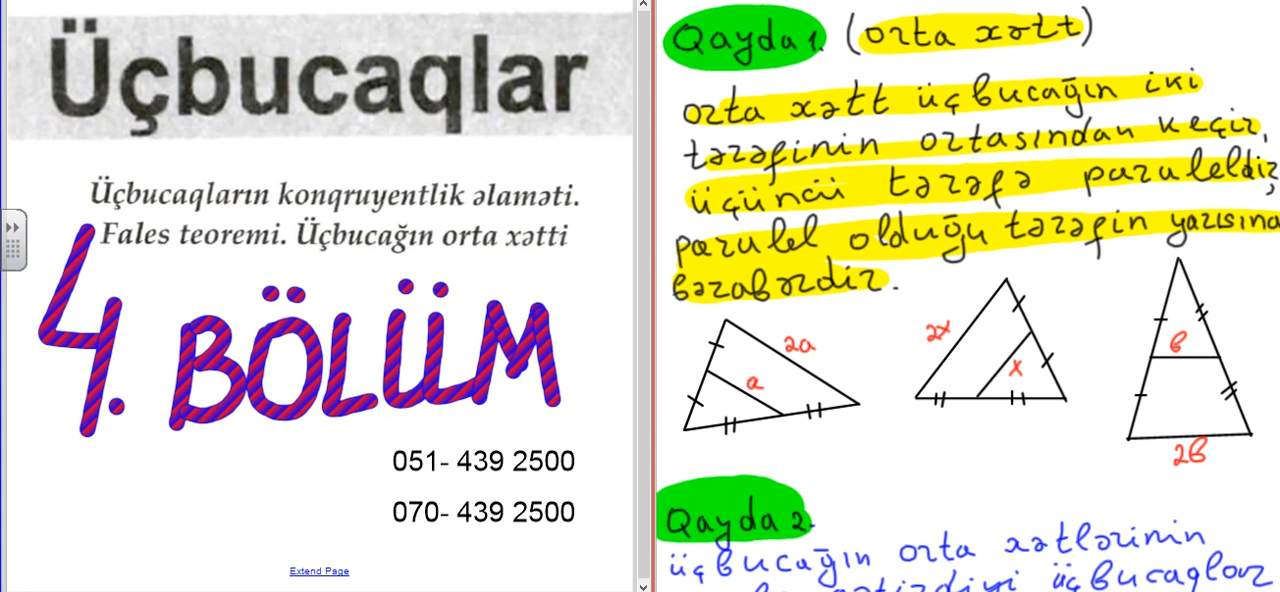 Üçbucaqlar
Üçbucaqların konqruyentlik əlaməti.
Fales teoremi. Üçbucağın orta xətti
4. BÖLÜM
051- 439 2500
070- 439 2500
Extend Page
Qayda 1. (orta xətt)
orta xətt üçbucağın iki
tərəfinin ortasından keçir,
üçüncü tərəfə paraleldir,
paralel olduğu tərəfin yarısına
bərabərdir.
2a
a
2x
x
b
2b
Qayda 2.
üçbucağın orta xətlərinin
üçbucaqlar